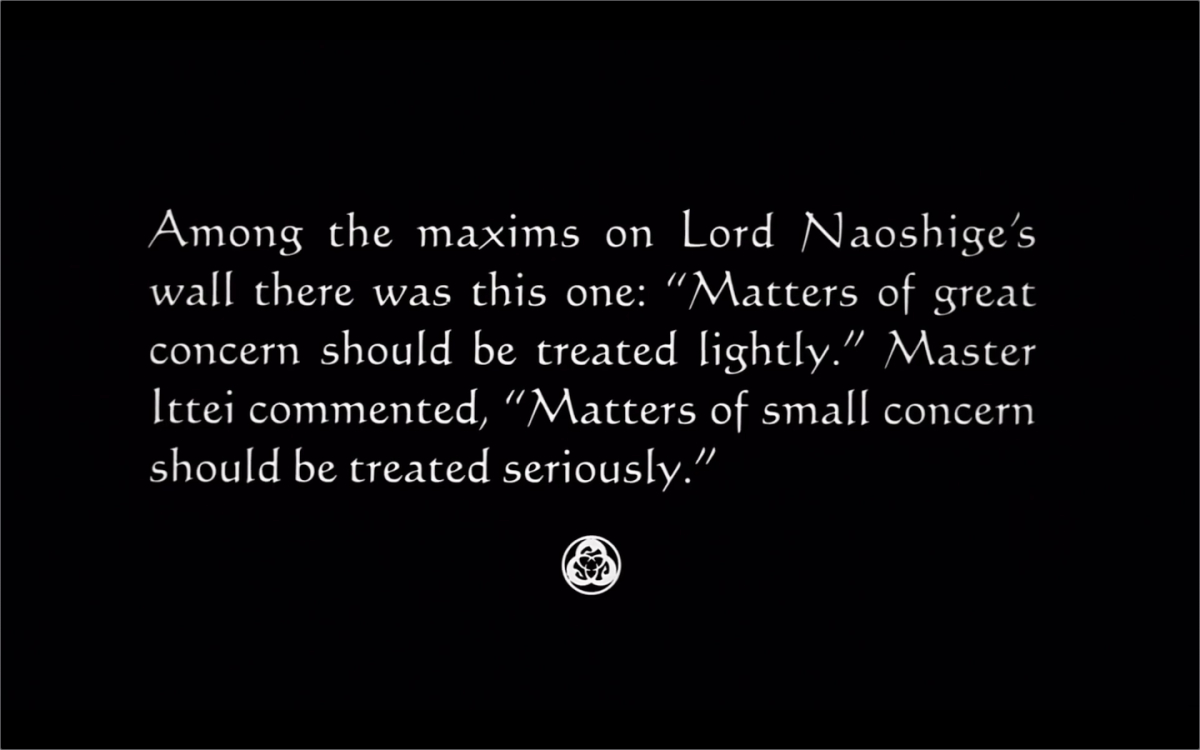 Among the maxims on Lord Naoshige's
wall there was this one: "Matters of great
concern should be treated lightly." Master
Ittei commented, "Matters of small concern
should be treated seriously."